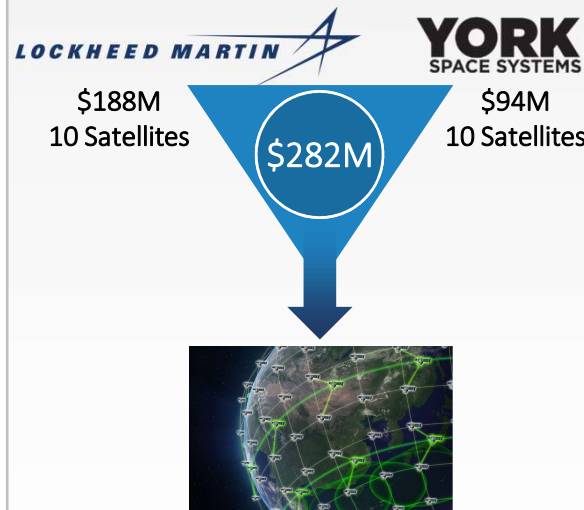 LOCKHEED MARTIN
YORK
SPACE SYSTEMS
$188M
10 Satellites
$94M
10 Satellites
$282M